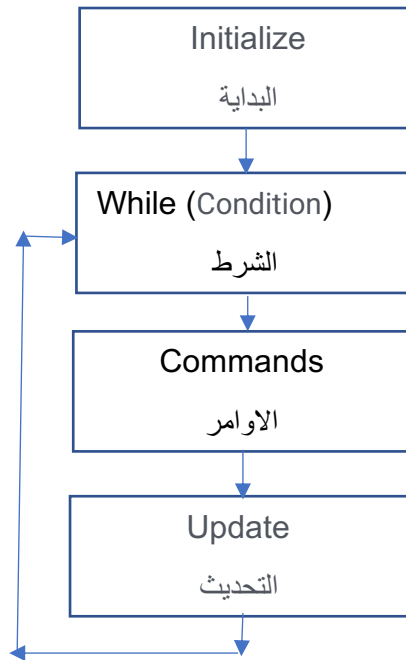 Initialize
البداية
While (Condition)
الشرط
Commands
الاوامر
Update
التحديث